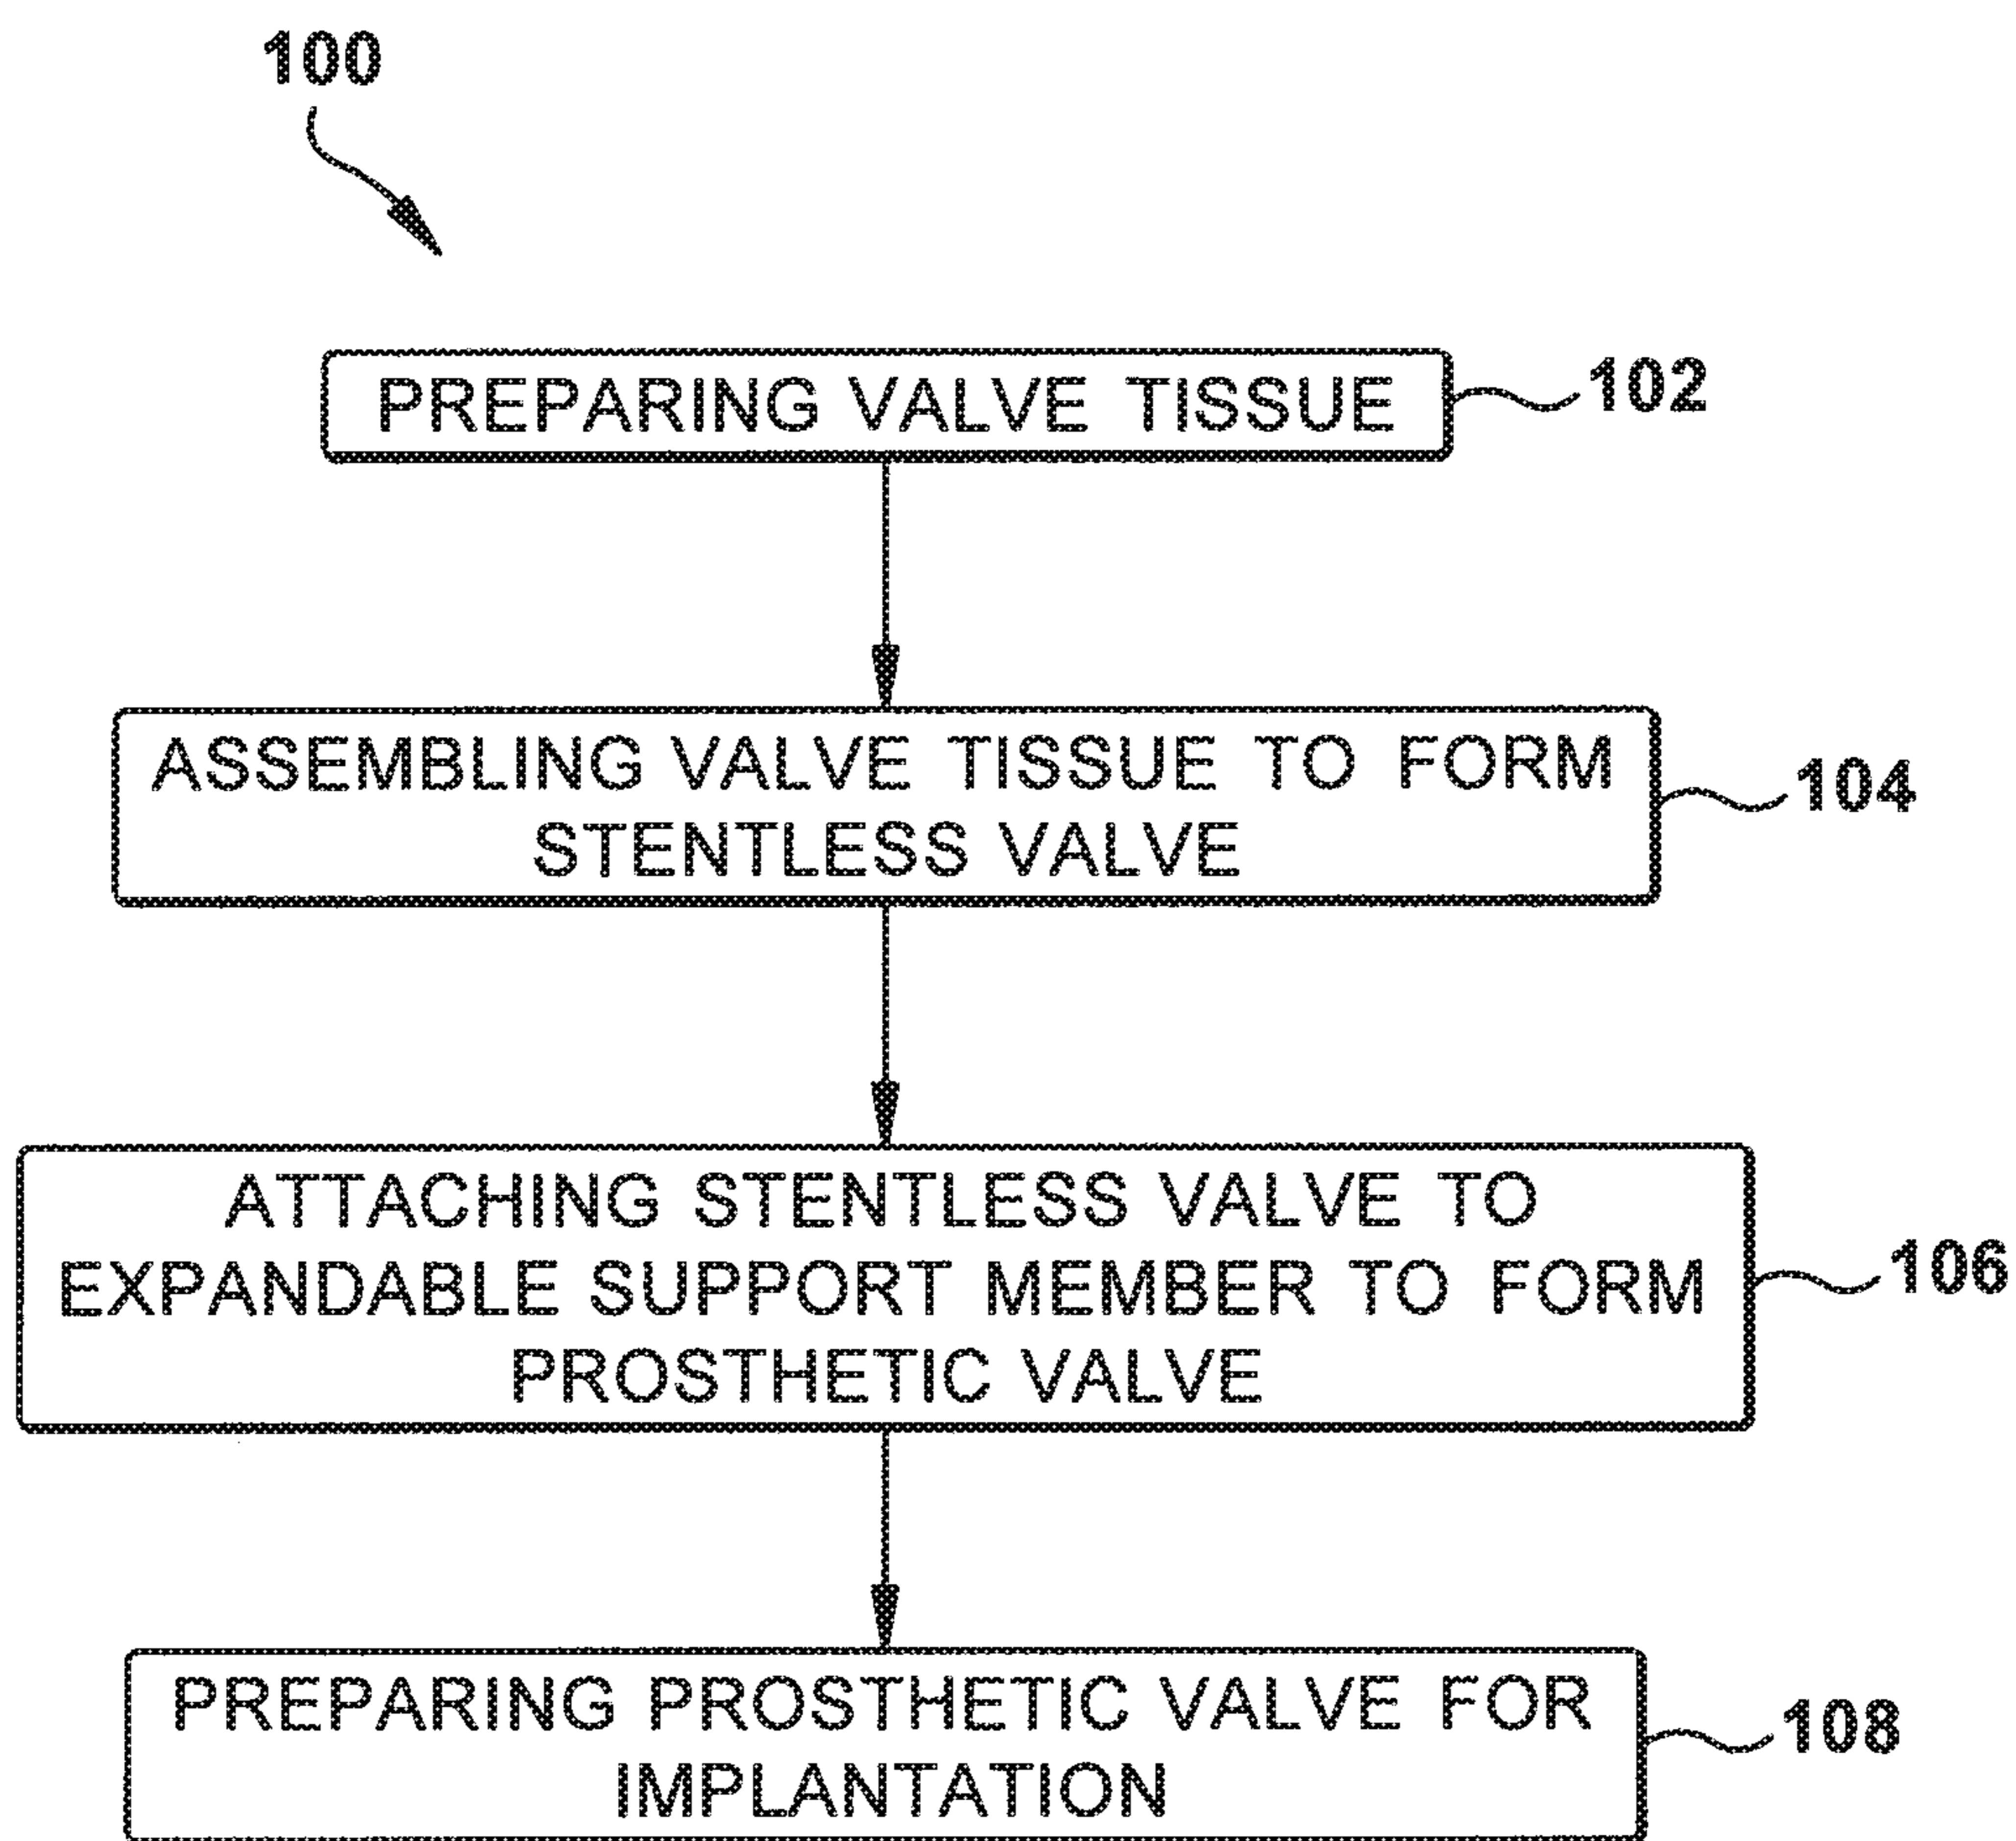 100
PREPARING VALVE TISSUE
102
ASSEMBLING VALVE TISSUE TO FORM
STENTLESS VALVE
104
ATTACHING STENTLESS VALVE TO
EXPANDABLE SUPPORT MEMBER TO FORM
PROSTHETIC VALVE
106
PREPARING PROSTHETIC VALVE FOR
IMPLANTATION
108